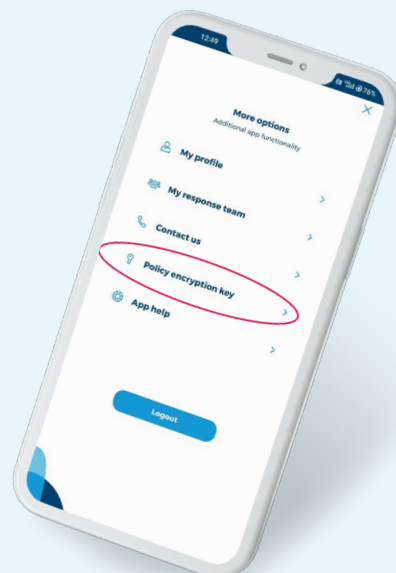 12:49
76%
More options
Additional app functionality
My profile
My response team
Contact us
Policy encryption key
App help
Logout